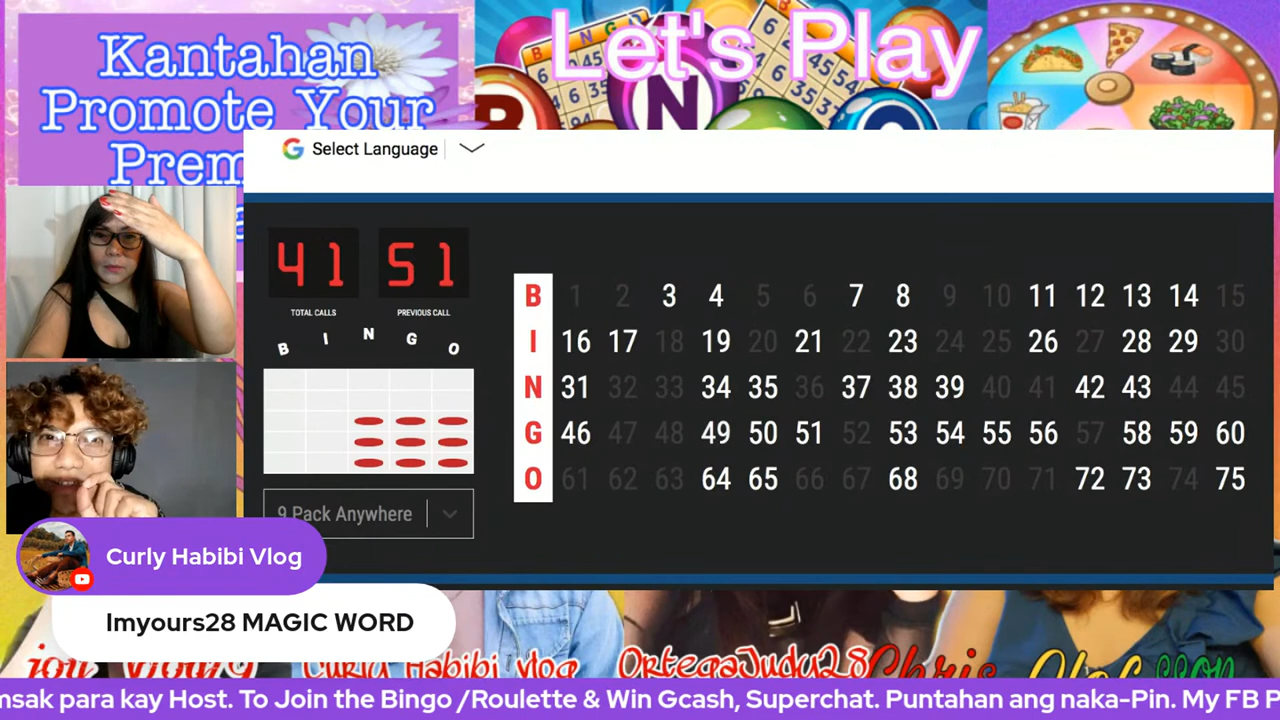 Kantahan
Promote Your
Prem
Let's Play
B
N
Select Language
41
51
TOTAL CALLS
PREVIOUS CALL
B I N G O
9 Pack Anywhere
B 1 2 3 4 5 6 7 8 9 10 11 12 13 14 15
I 16 17 18 19 20 21 22 23 24 25 26 27 28 29 30
N 31 32 33 34 35 36 37 38 39 40 41 42 43 44 45
G 46 47 48 49 50 51 52 53 54 55 56 57 58 59 60
O 61 62 63 64 65 66 67 68 69 70 71 72 73 74 75
Curly Habibi Vlog
Imyours28 MAGIC WORD
Curly Habibi Vlog
OrtegaJudy28
Chris
msak para kay Host. To Join the Bingo /Roulette & Win Gcash, Superchat. Puntahan ang naka-Pin. My FB P